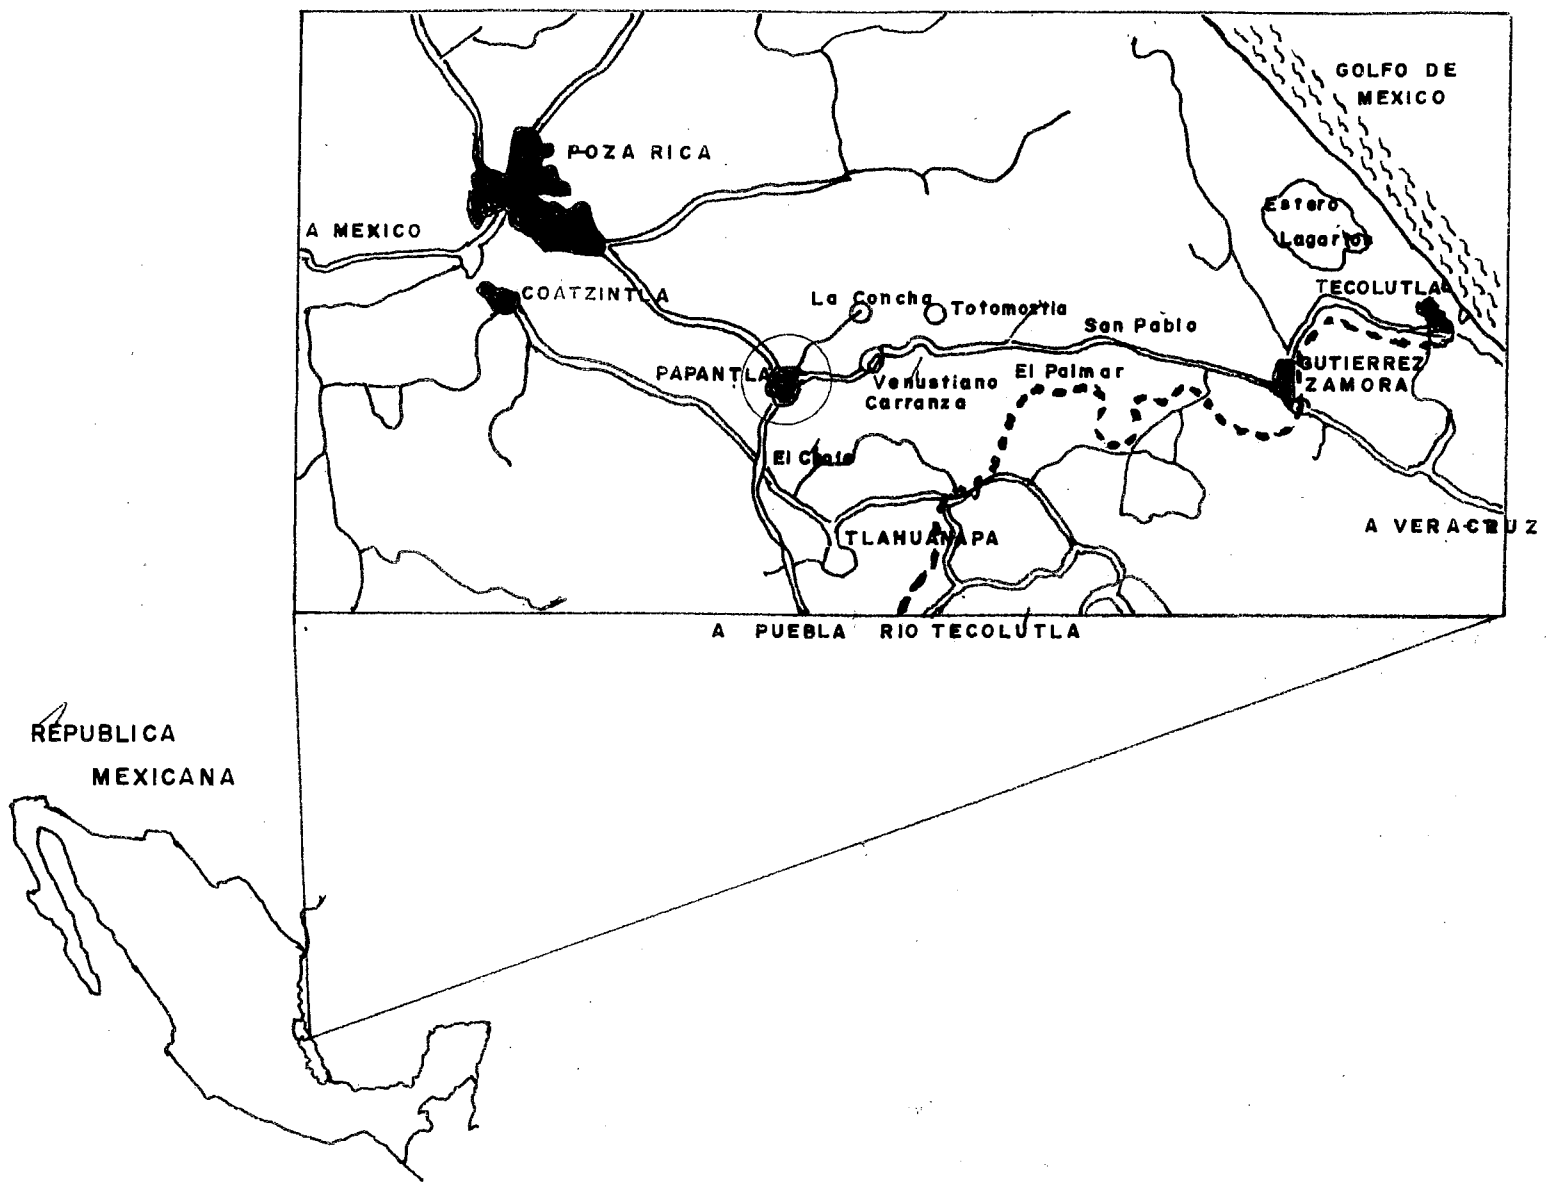 GOLFO DE
MEXICO
POZA RICA
Estero
A MEXICO
TECOLUTLA
COATZINTLA
La Concha
Totomoxtla
San Pablo
GUTIERREZ
ZAMORA
PAPANTLA
El Palmar
Venustiano
Carranza
El
A VERACRUZ
TLAHUANAPA
A PUEBLA
RIO TECOLUTLA
REPUBLICA
MEXICANA